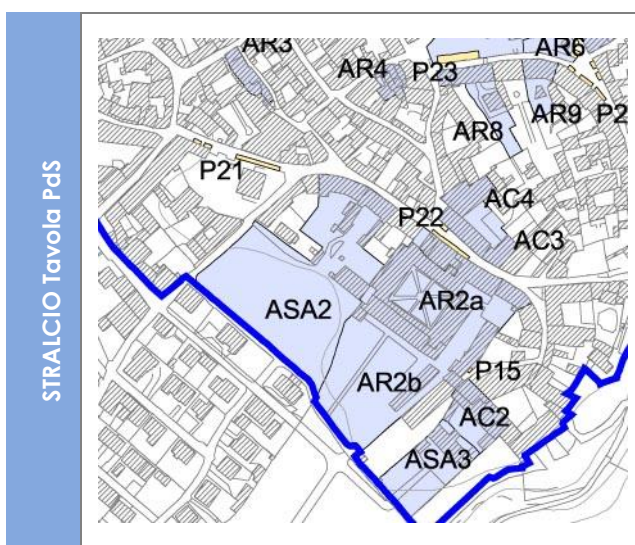 STRALCIO Tavola PdS
AR3
AR4
P23
AR6
AR8
AR9
P2
P21
P22
AC4
AC3
AR2a
ASA2
AR2b
P15
AC2
ASA3